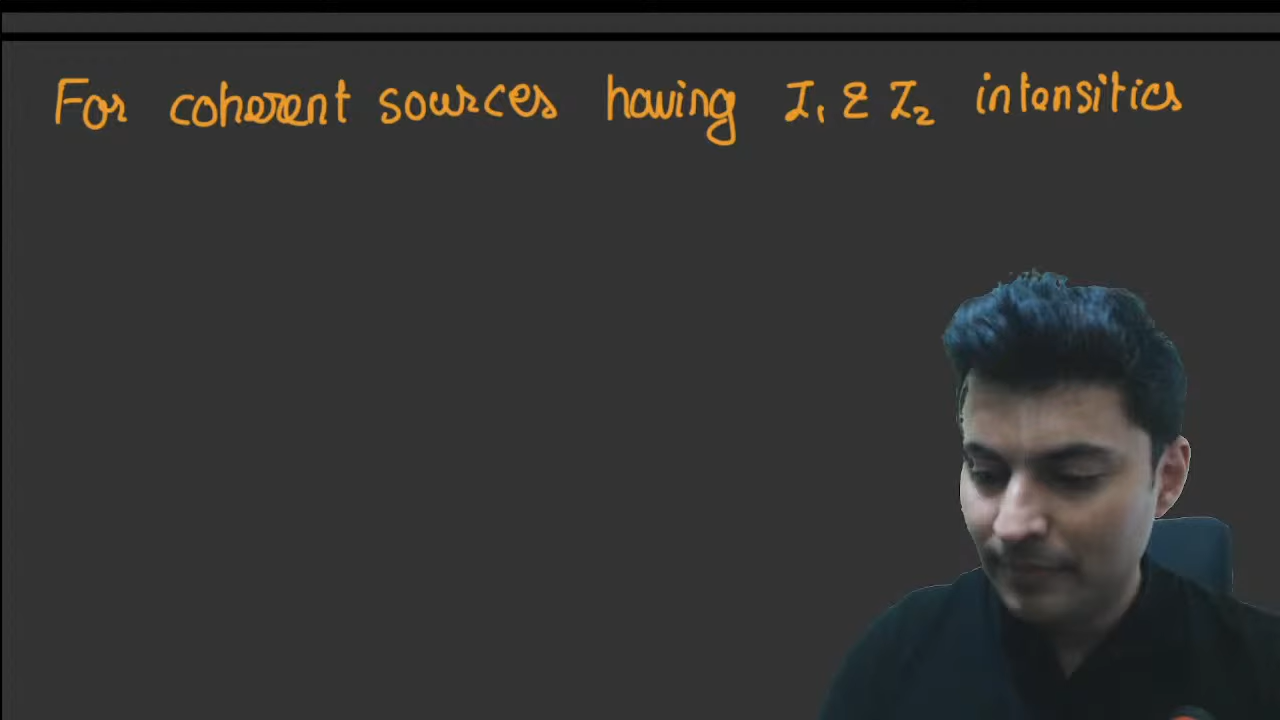 For coherent sources having I₁ & I₂ intensities